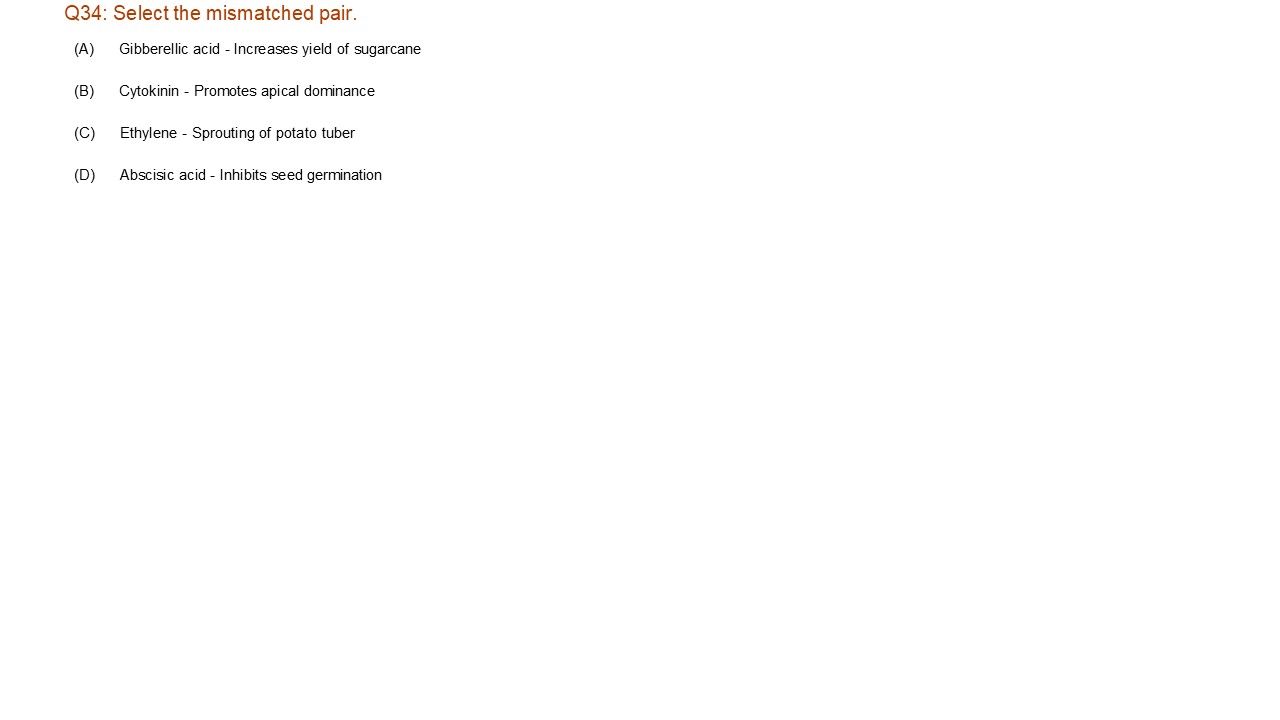 Q34: Select the mismatched pair.
(A) Gibberellic acid - Increases yield of sugarcane
(B) Cytokinin - Promotes apical dominance
(C) Ethylene - Sprouting of potato tuber
(D) Abscisic acid - Inhibits seed germination